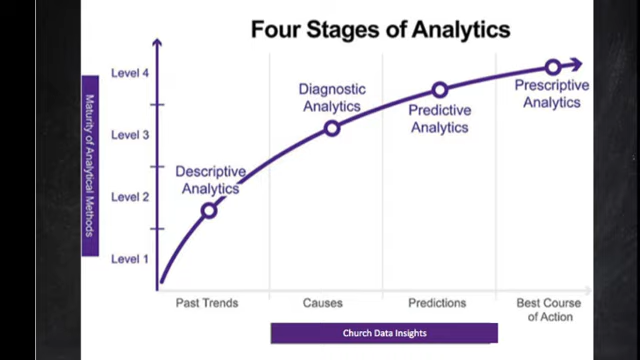 Four Stages of Analytics
Maturity of Analytical Methods
Level 4
Level 3
Level 2
Level 1
Descriptive
Analytics
Diagnostic
Analytics
Predictive
Analytics
Prescriptive
Analytics
Past Trends
Causes
Predictions
Best Course
of Action
Church Data Insights